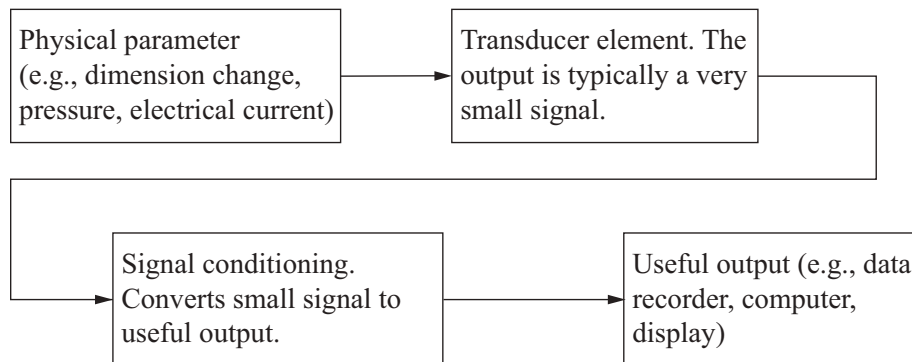 Physical parameter
(e.g., dimension change,
pressure, electrical current)
Transducer element. The
output is typically a very
small signal.
Signal conditioning.
Converts small signal to
useful output.
Useful output (e.g., data
recorder, computer,
display)